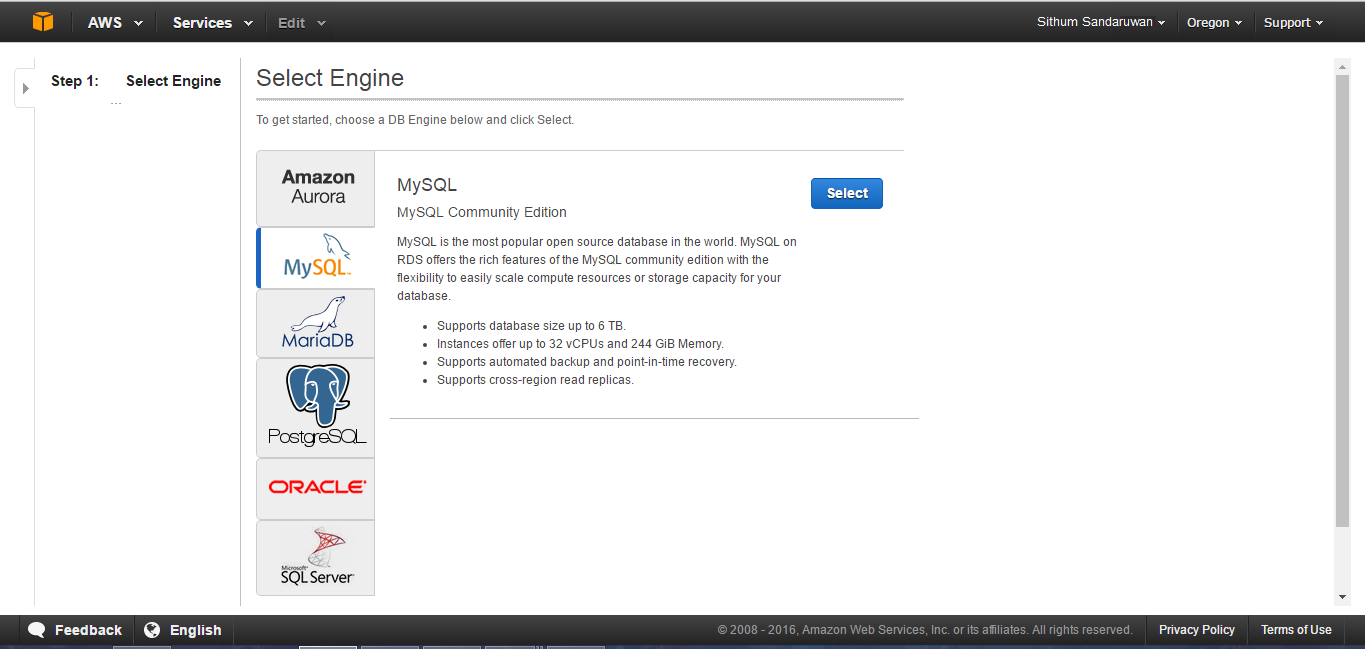 AWS Services Edit Sithum Sandaruwan Oregon Support
Step 1: Select Engine
...
Select Engine
To get started, choose a DB Engine below and click Select.
Amazon
Aurora
MySQL™
MariaDB
PostgreSQL
ORACLE®
Microsoft®
SQL Server®
MySQL
Select
MySQL Community Edition
MySQL is the most popular open source database in the world. MySQL on
RDS offers the rich features of the MySQL community edition with the
flexibility to easily scale compute resources or storage capacity for your
database.
• Supports database size up to 6 TB.
• Instances offer up to 32 vCPUs and 244 GiB Memory.
• Supports automated backup and point-in-time recovery.
• Supports cross-region read replicas.
Feedback English © 2008 - 2016, Amazon Web Services, Inc. or its affiliates. All rights reserved. Privacy Policy Terms of Use